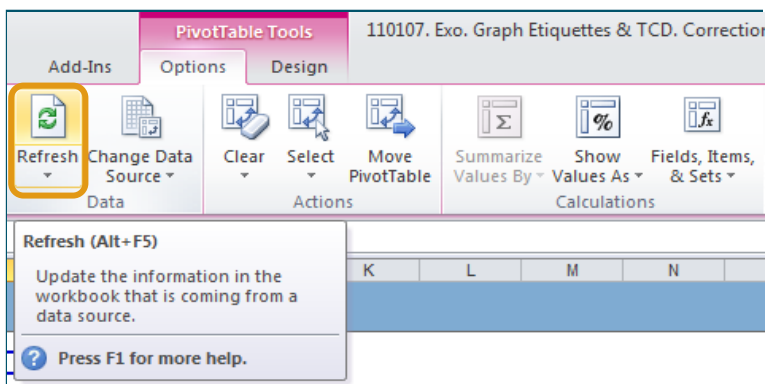 PivotTable Tools
110107. Exo. Graph Etiquettes & TCD. Correction
Add-Ins
Options
Design
Refresh
Change Data
Source
Clear
Select
Move
PivotTable
Summarize
Values By
Show
Values As
Fields, Items,
& Sets
Data
Actions
Calculations
Refresh (Alt+F5)
Update the information in the
workbook that is coming from a
data source.
Press F1 for more help.
K
L
M
N